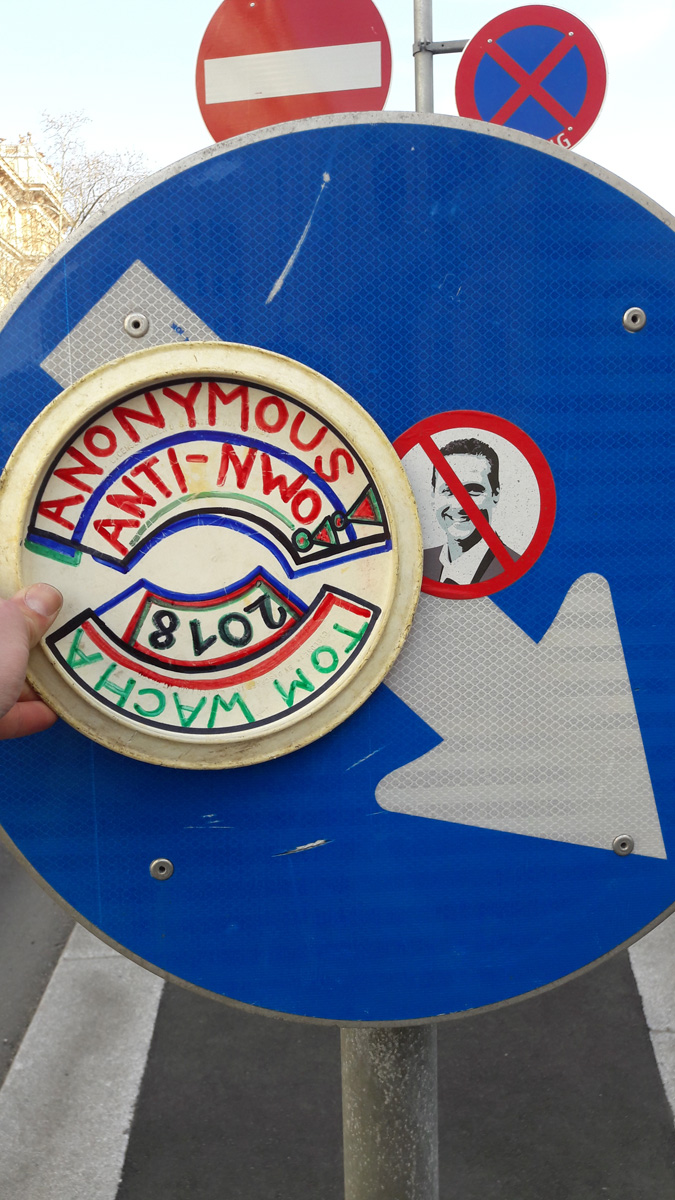 ANONYMOUS
ANTI-NWO
2018
TOM WACHA